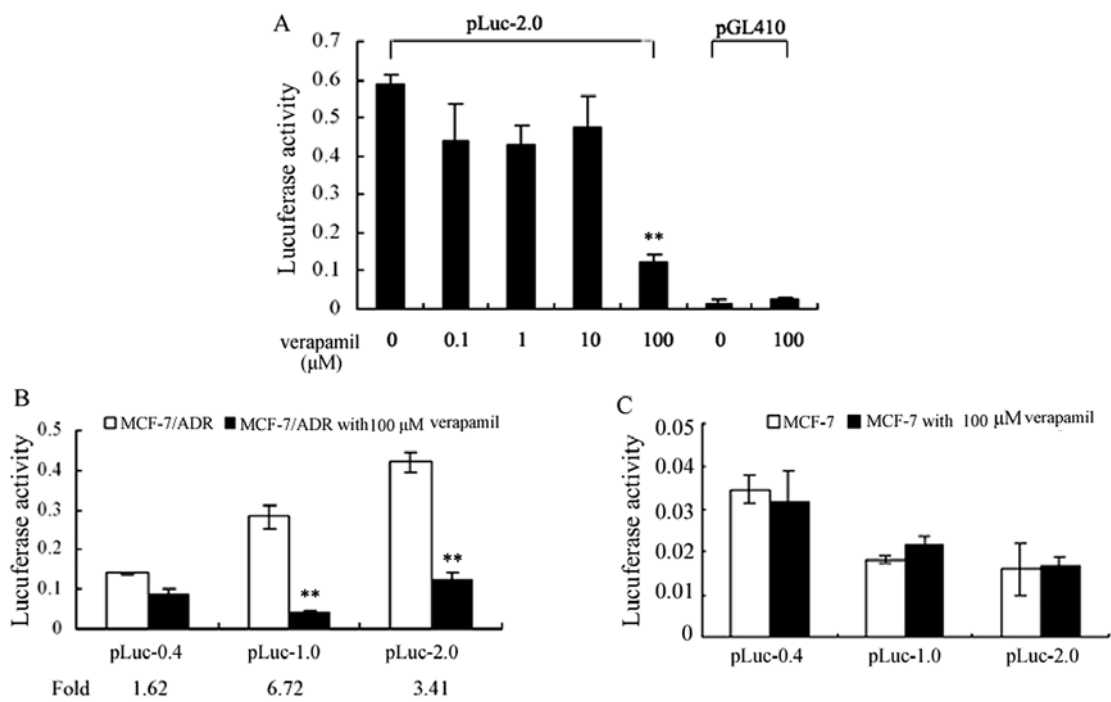 A
pLuc-2.0 pGL410
Lucuferase activity
0.7
0.6
0.5
0.4
0.3
0.2
0.1
0
**
verapamil 0 0.1 1 10 100 0 100
(μM)
B
MCF-7/ADR MCF-7/ADR with 100 μM verapamil
Lucuferase activity
0.5
0.4
0.3
0.2
0.1
0
**
**
pLuc-0.4 pLuc-1.0 pLuc-2.0
Fold 1.62 6.72 3.41
C
MCF-7 MCF-7 with 100 μM verapamil
Lucuferase activity
0.05
0.04
0.03
0.02
0.01
0
pLuc-0.4 pLuc-1.0 pLuc-2.0